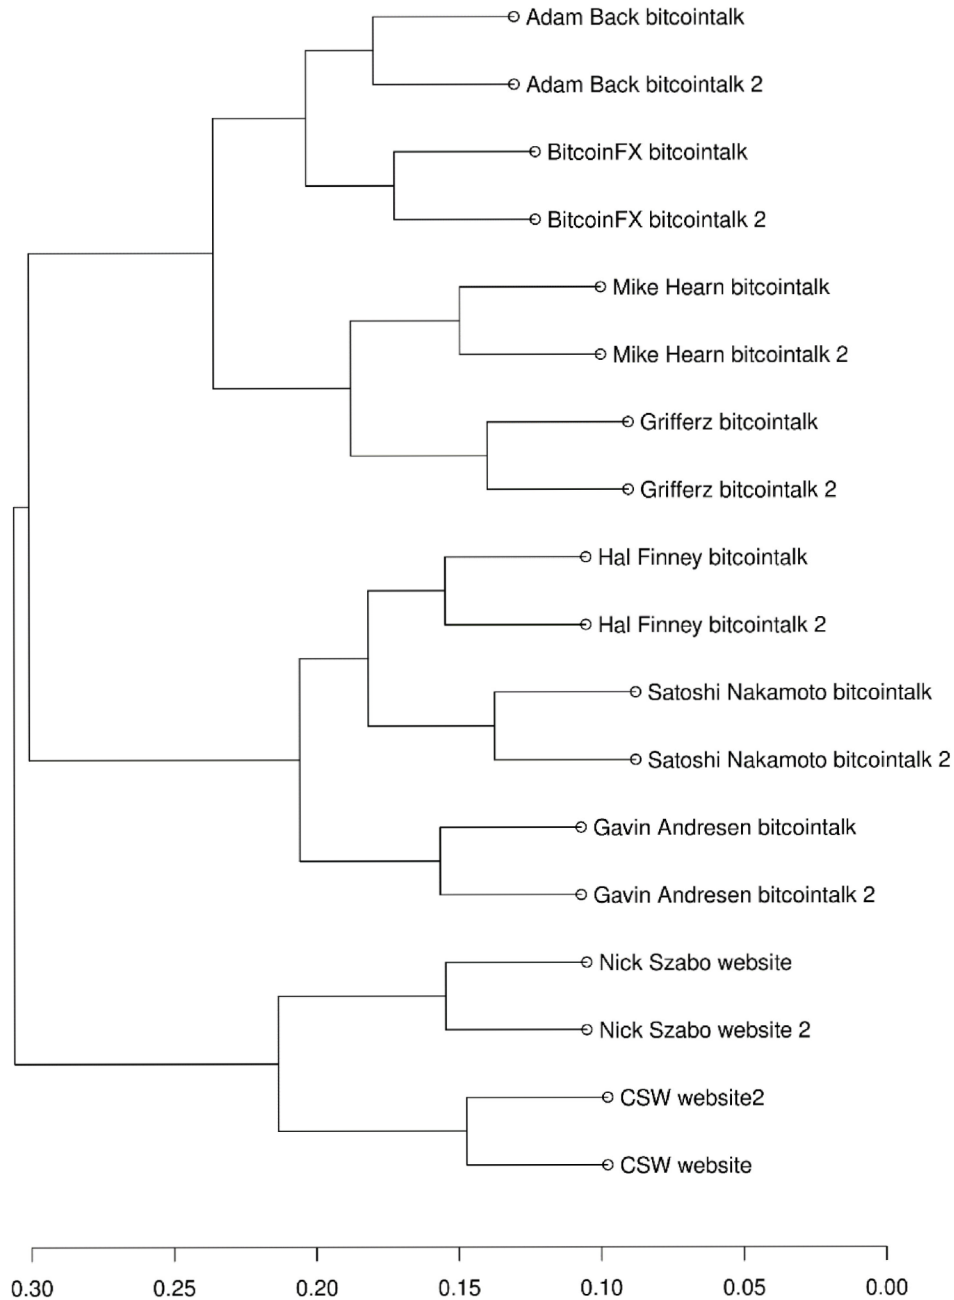 Adam Back bitcointalk
Adam Back bitcointalk 2
BitcoinFX bitcointalk
BitcoinFX bitcointalk 2
Mike Hearn bitcointalk
Mike Hearn bitcointalk 2
Grifferz bitcointalk
Grifferz bitcointalk 2
Hal Finney bitcointalk
Hal Finney bitcointalk 2
Satoshi Nakamoto bitcointalk
Satoshi Nakamoto bitcointalk 2
Gavin Andresen bitcointalk
Gavin Andresen bitcointalk 2
Nick Szabo website
Nick Szabo website 2
CSW website2
CSW website
0.30 0.25 0.20 0.15 0.10 0.05 0.00